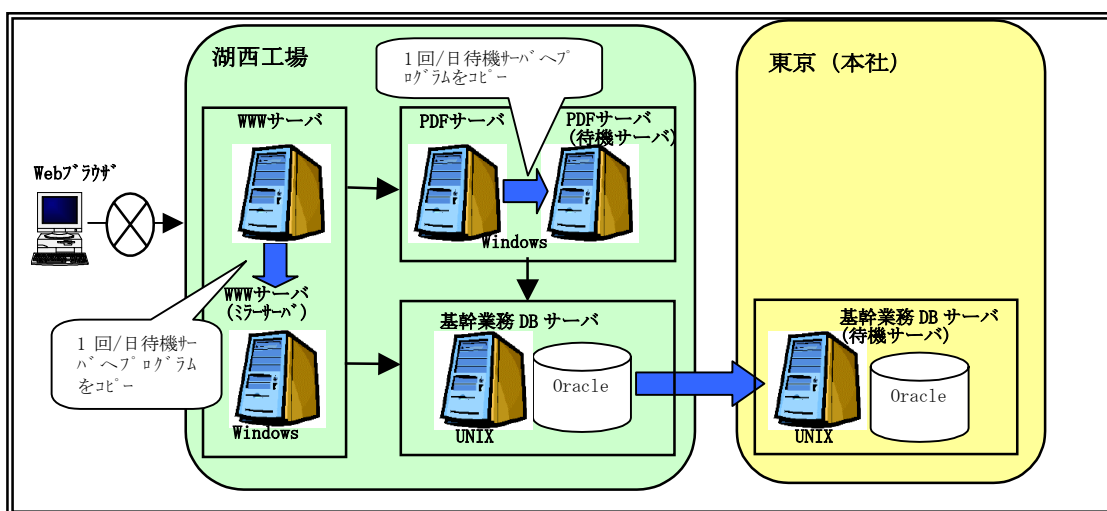 湖西工場
1回/日待機ｻｰﾊﾞへﾌﾟ
ﾛｸﾞﾗﾑをｺﾋﾟｰ
東京（本社）
WWWサーバ
PDFサーバ
PDFサーバ
(待機サーバ)
Webﾌﾞﾗｳｻﾞ
Windows
WWWサーバ
(ﾐﾗｰｻｰﾊﾞ)
1回/日待機ｻｰ
ﾊﾞへﾌﾟﾛｸﾞﾗﾑ
をｺﾋﾟｰ
Windows
基幹業務 DB サーバ
Oracle
UNIX
基幹業務 DB サーバ
(待機サーバ)
Oracle
UNIX